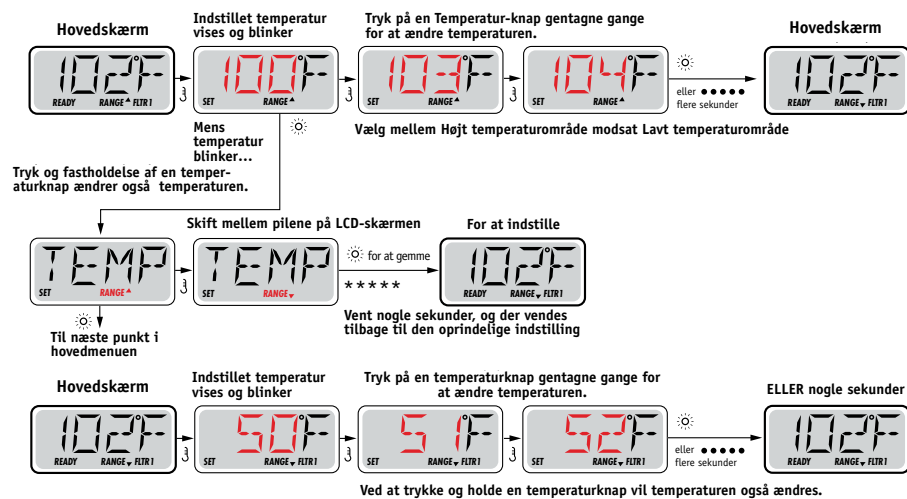 Hovedskærm
Indstillet temperatur
vises og blinker
Tryk på en Temperatur-knap gentagne gange
for at ændre temperaturen.
Hovedskærm
102°F
READY RANGE FLTR1
100°F
SET RANGE
103°F
SET RANGE
104°F
SET RANGE
eller
flere sekunder
102°F
READY RANGE FLTR1
Mens
temperatur
blinker...
Vælg mellem Højt temperaturområde modsat Lavt temperaturområde
Tryk og fastholdelse af en temper-
aturknap ændrer også temperaturen.
Skift mellem pilene på LCD-skærmen
For at indstille
TEMP
SET RANGE
TEMP
SET RANGE
for at gemme
*****
102°F
READY RANGE FLTR1
Vent nogle sekunder, og der vendes
tilbage til den oprindelige indstilling
Til næste punkt i
hovedmenuen
Hovedskærm
Indstillet temperatur
vises og blinker
Tryk på en temperaturknap gentagne gange for
at ændre temperaturen.
ELLER nogle sekunder
102°F
READY RANGE FLTR1
50°F
SET RANGE FLTR1
51°F
SET RANGE FLTR1
52°F
SET RANGE FLTR1
eller
flere sekunder
102°F
READY RANGE FLTR1
Ved at trykke og holde en temperaturknap vil temperaturen også ændres.